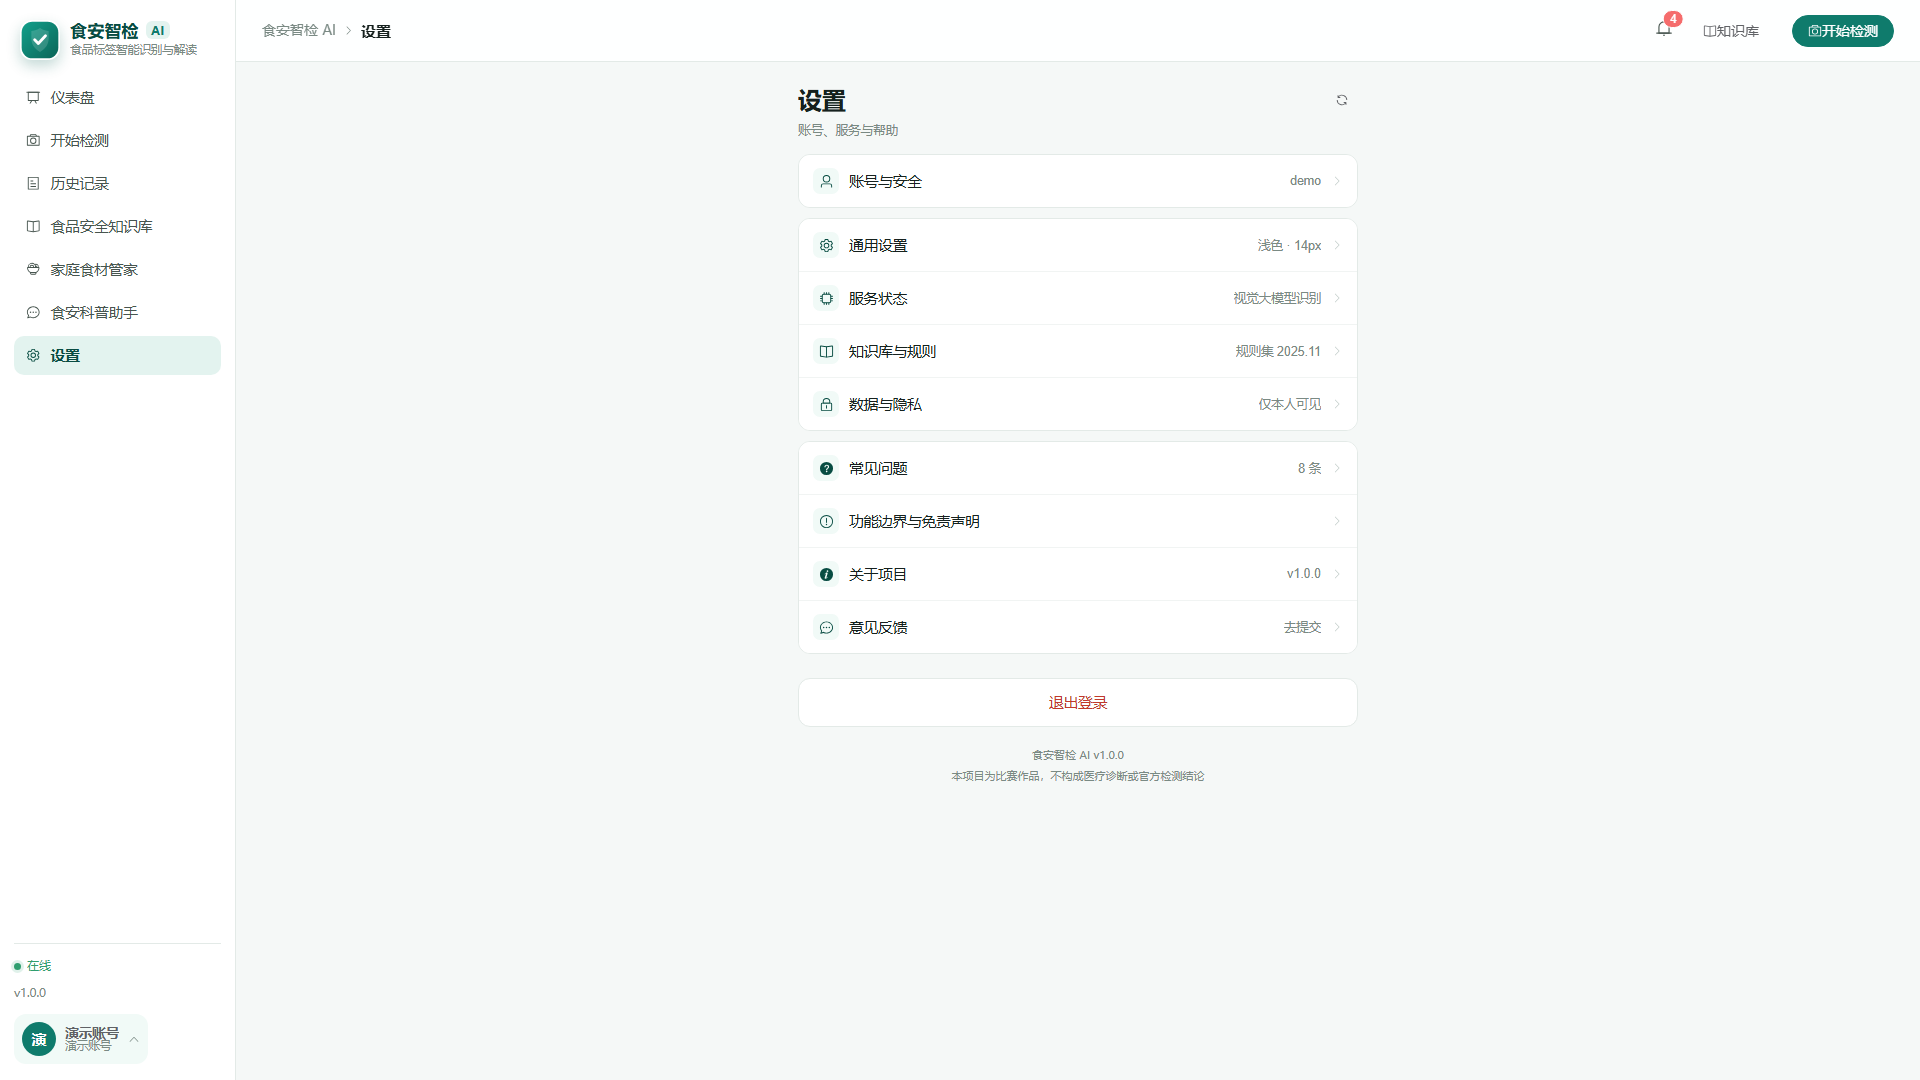 食安智检 AI
食品标签智能识别与解读
仪表盘
开始检测
历史记录
食品安全知识库
家庭食材管家
食安科普助手
设置
在线
v1.0.0
演
演示账号
演示账号
食安智检 AI > 设置
4
知识库
开始检测
设置
账号、服务与帮助
账号与安全 demo
通用设置 浅色 · 14px
服务状态 视觉大模型识别
知识库与规则 规则集 2025.11
数据与隐私 仅本人可见
常见问题 8 条
功能边界与免责声明
关于项目 v1.0.0
意见反馈 去提交
退出登录
食安智检 AI v1.0.0
本项目为比赛作品，不构成医疗诊断或官方检测结论